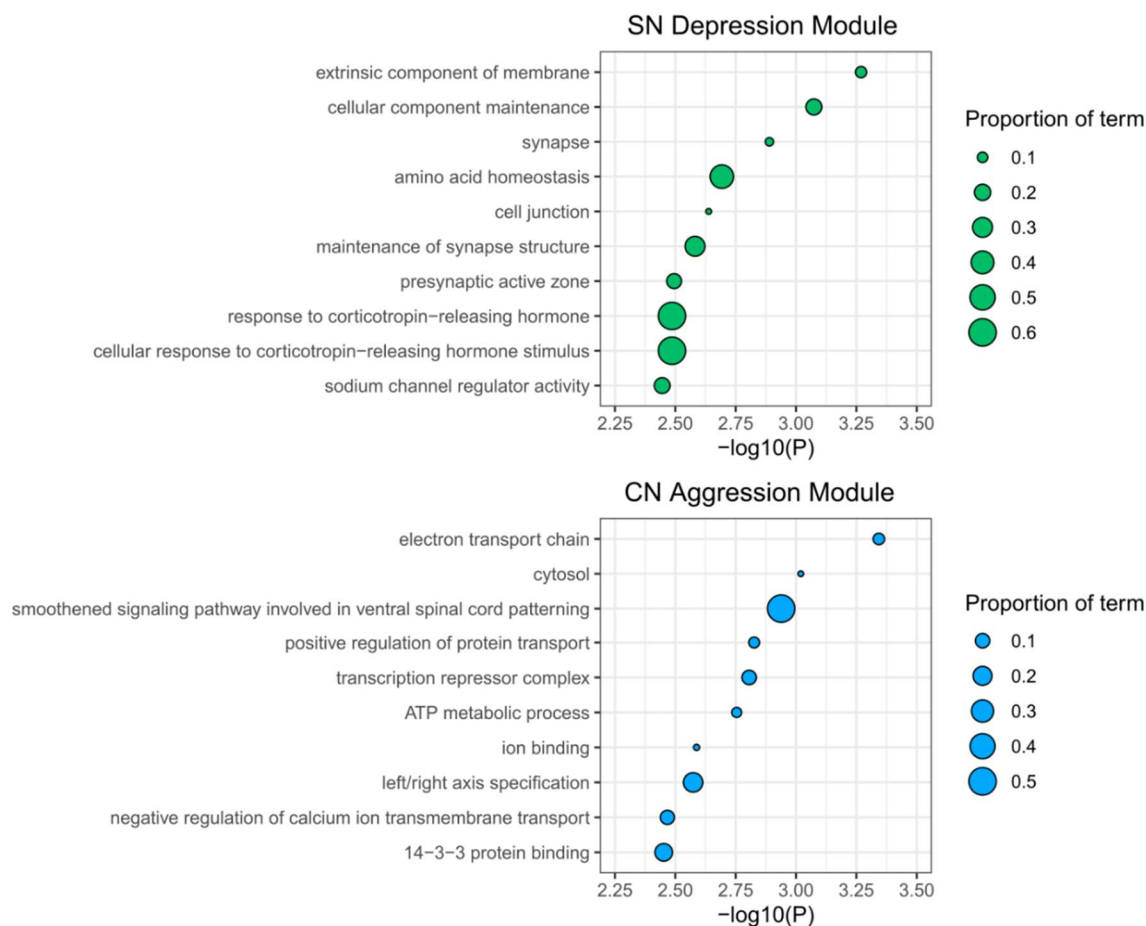 SN Depression Module
extrinsic component of membrane
cellular component maintenance
synapse
amino acid homeostasis
cell junction
maintenance of synapse structure
presynaptic active zone
response to corticotropin−releasing hormone
cellular response to corticotropin−releasing hormone stimulus
sodium channel regulator activity
2.25 2.50 2.75 3.00 3.25 3.50
−log10(P)
Proportion of term
0.1
0.2
0.3
0.4
0.5
0.6
CN Aggression Module
electron transport chain
cytosol
smoothened signaling pathway involved in ventral spinal cord patterning
positive regulation of protein transport
transcription repressor complex
ATP metabolic process
ion binding
left/right axis specification
negative regulation of calcium ion transmembrane transport
14−3−3 protein binding
2.25 2.50 2.75 3.00 3.25 3.50
−log10(P)
Proportion of term
0.1
0.2
0.3
0.4
0.5